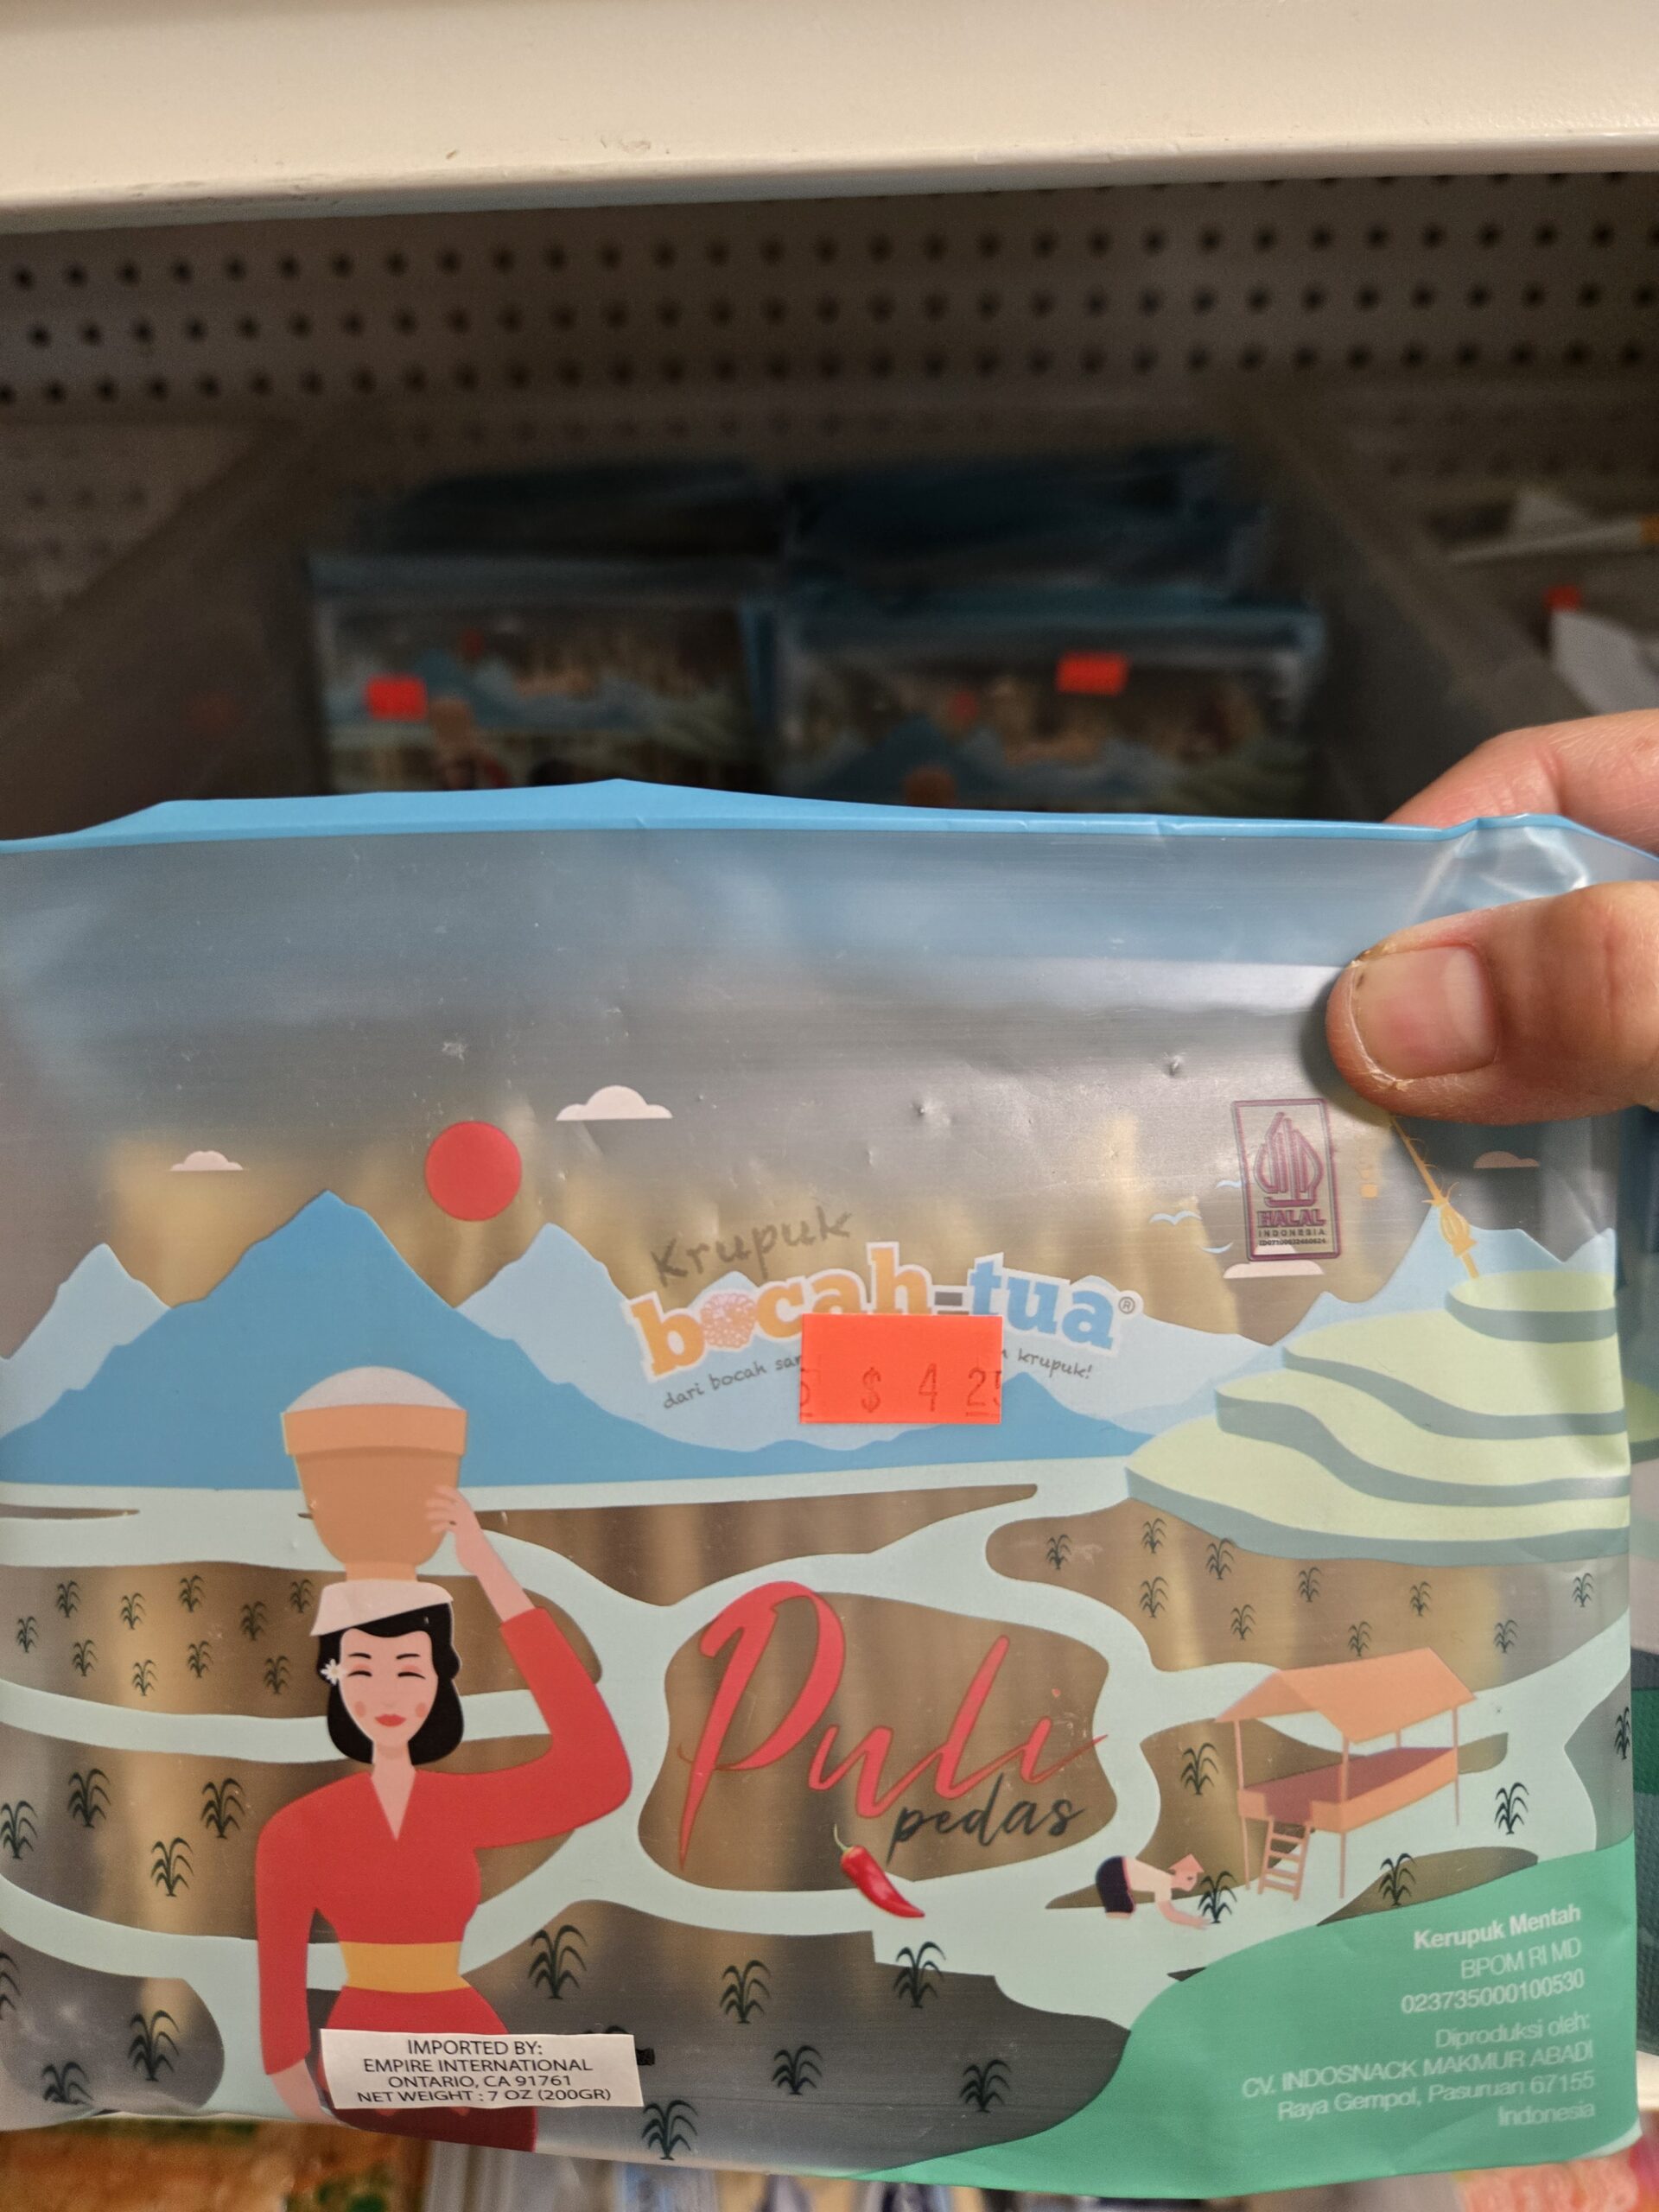 HALAL
INDONESIA
Krupuk
bocah-tua®
dari bocah krupuk!
$ 4 25
Puli
pedas
Kerupuk Mentah
BPOM RI MD
023735000100530
Diproduksi oleh:
CV. INDOSNACK MAKMUR ABADI
Raya Gempol, Pasuruan 67155
Indonesia
IMPORTED BY:
EMPIRE INTERNATIONAL
ONTARIO, CA 91761
NET WEIGHT : 7 OZ (200GR)